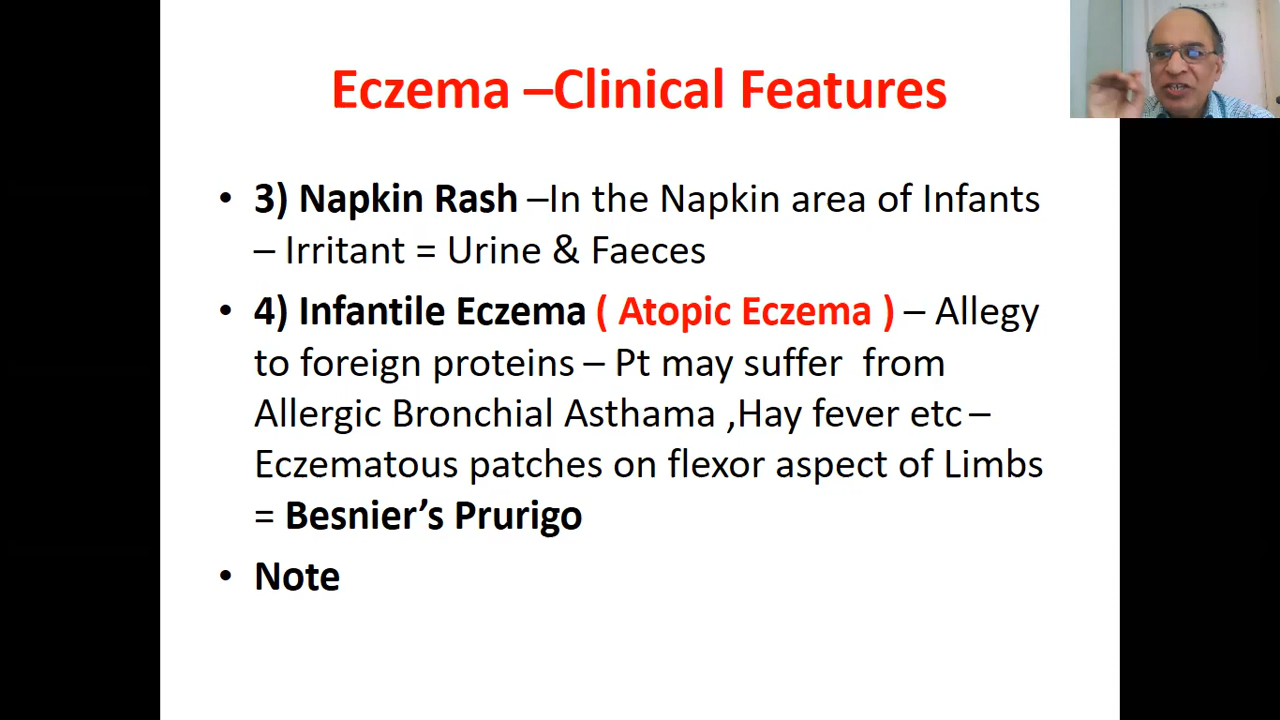 Eczema –Clinical Features
• 3) Napkin Rash –In the Napkin area of Infants
– Irritant = Urine & Faeces
• 4) Infantile Eczema ( Atopic Eczema ) – Allegy
to foreign proteins – Pt may suffer from
Allergic Bronchial Asthama ,Hay fever etc –
Eczematous patches on flexor aspect of Limbs
= Besnier’s Prurigo
• Note